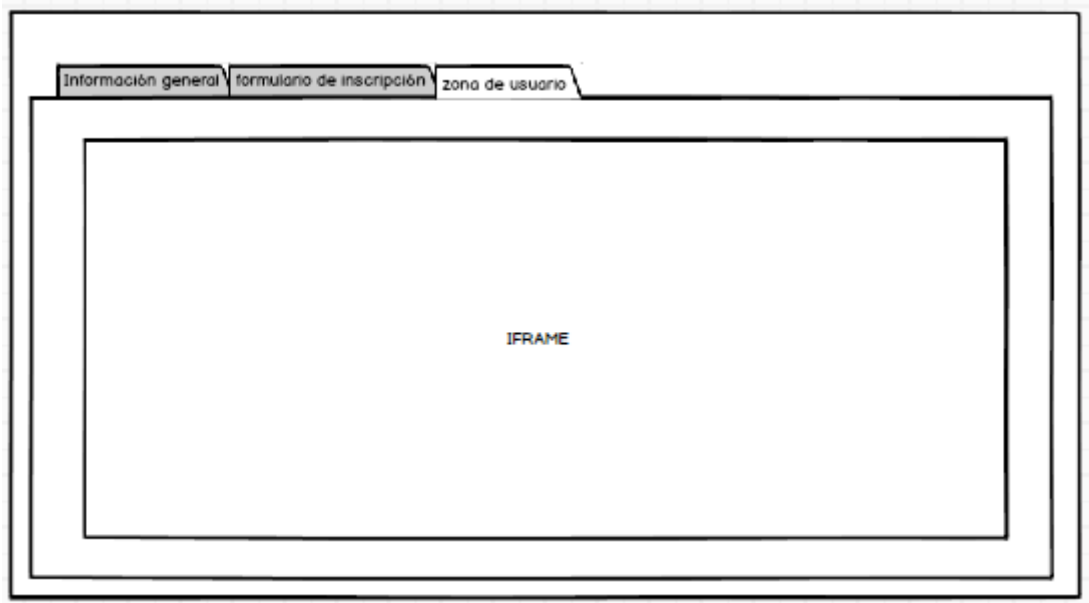 Información general
formulario de inscripción
zona de usuario
IFRAME